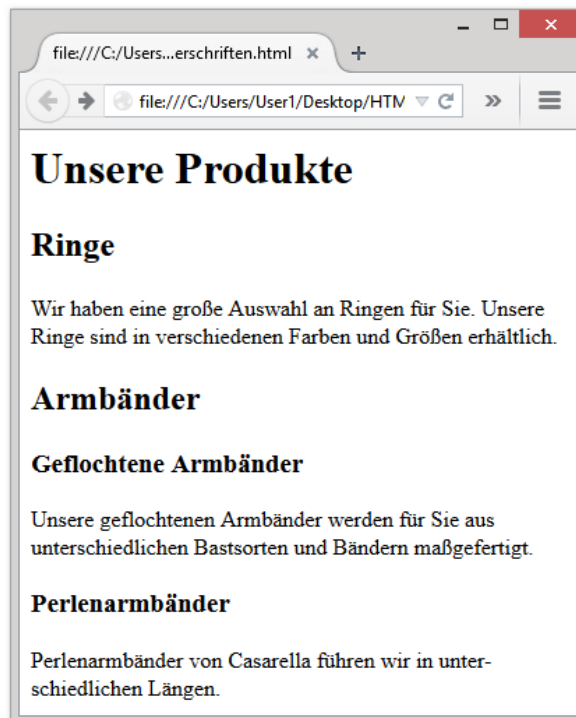 file:///C:/Users...erschriften.html
file:///C:/Users/User1/Desktop/HTM
Unsere Produkte
Ringe
Wir haben eine große Auswahl an Ringen für Sie. Unsere
Ringe sind in verschiedenen Farben und Größen erhältlich.
Armbänder
Geflochtene Armbänder
Unsere geflochtenen Armbänder werden für Sie aus
unterschiedlichen Bastsorten und Bändern maßgefertigt.
Perlenarmbänder
Perlenarmbänder von Casarella führen wir in unter-
schiedlichen Längen.